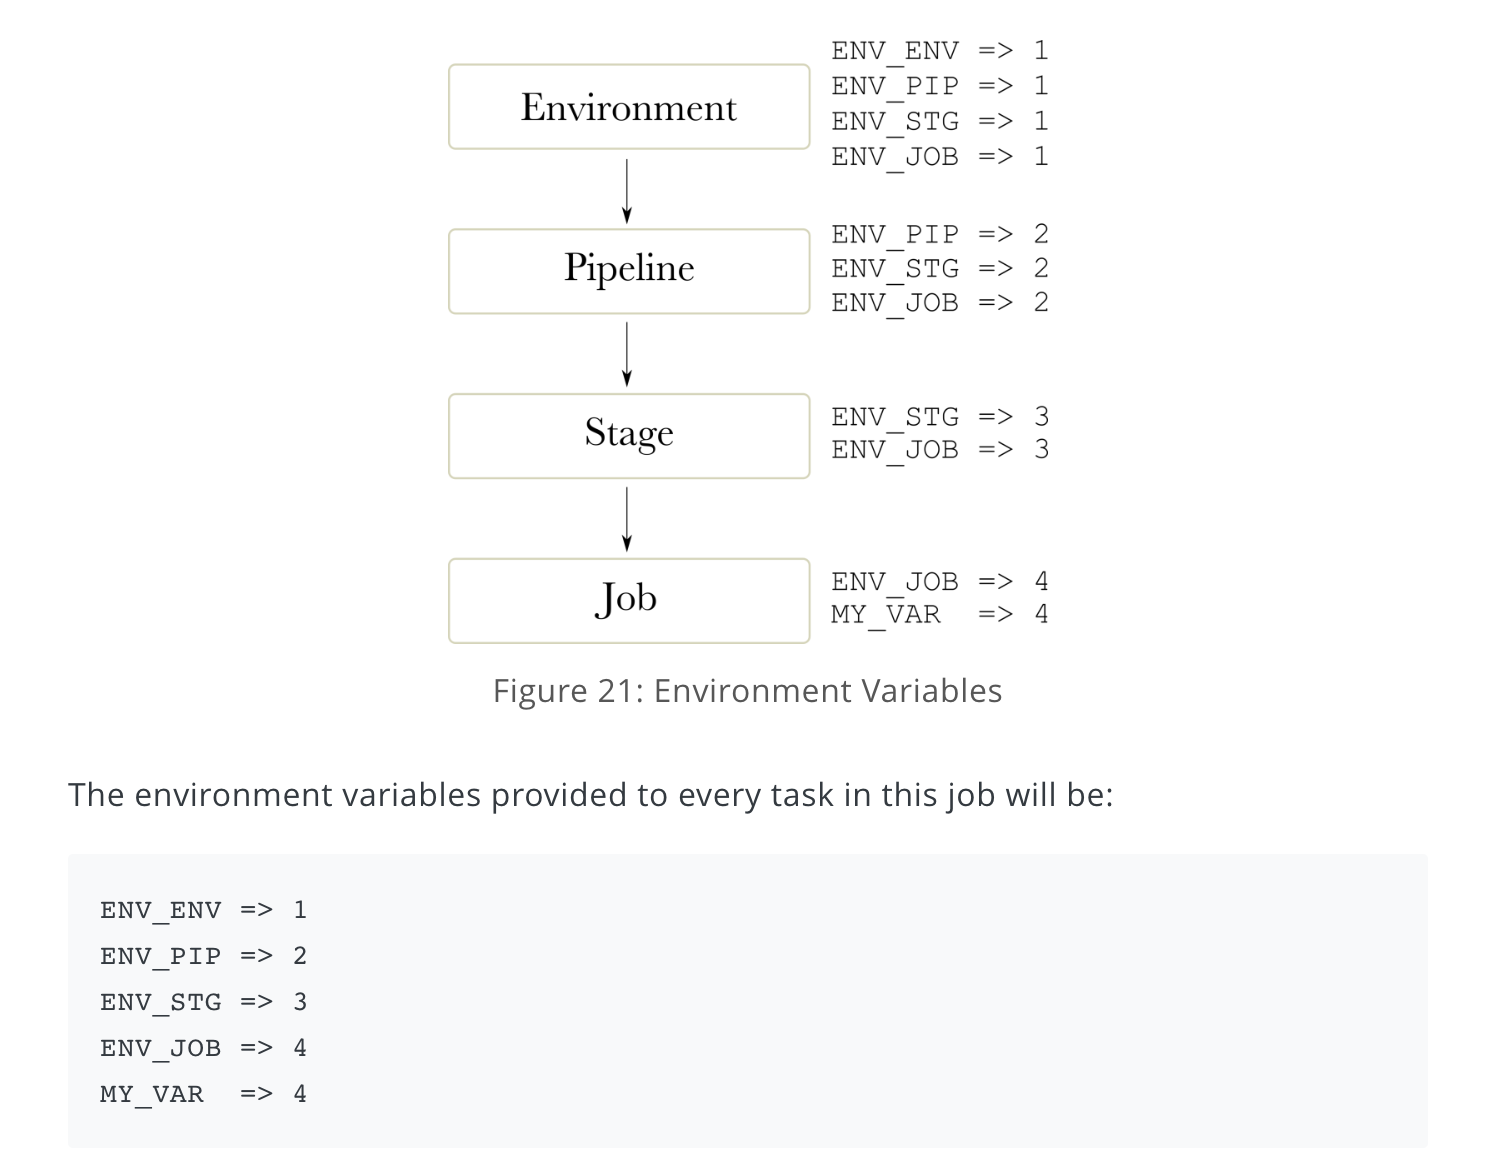 Environment
ENV_ENV => 1
ENV_PIP => 1
ENV_STG => 1
ENV_JOB => 1
Pipeline
ENV_PIP => 2
ENV_STG => 2
ENV_JOB => 2
Stage
ENV_STG => 3
ENV_JOB => 3
Job
ENV_JOB => 4
MY_VAR  => 4
Figure 21: Environment Variables
The environment variables provided to every task in this job will be:
ENV_ENV => 1
ENV_PIP => 2
ENV_STG => 3
ENV_JOB => 4
MY_VAR  => 4